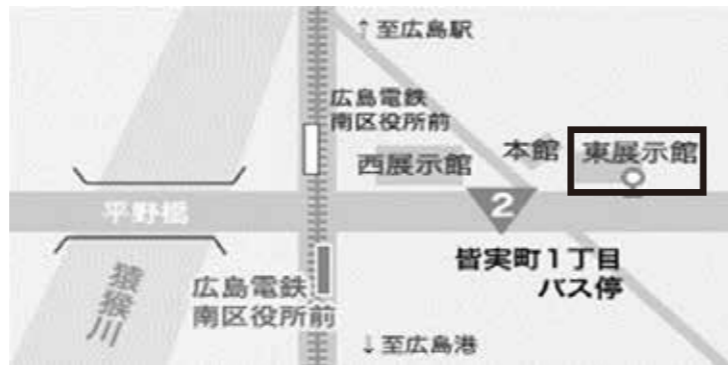 ↑至広島駅
広島電鉄
南区役所前
西展示館
本館
東展示館
平野橋
2
皆実町1丁目
バス停
猿猴川
広島電鉄
南区役所前
↓至広島港